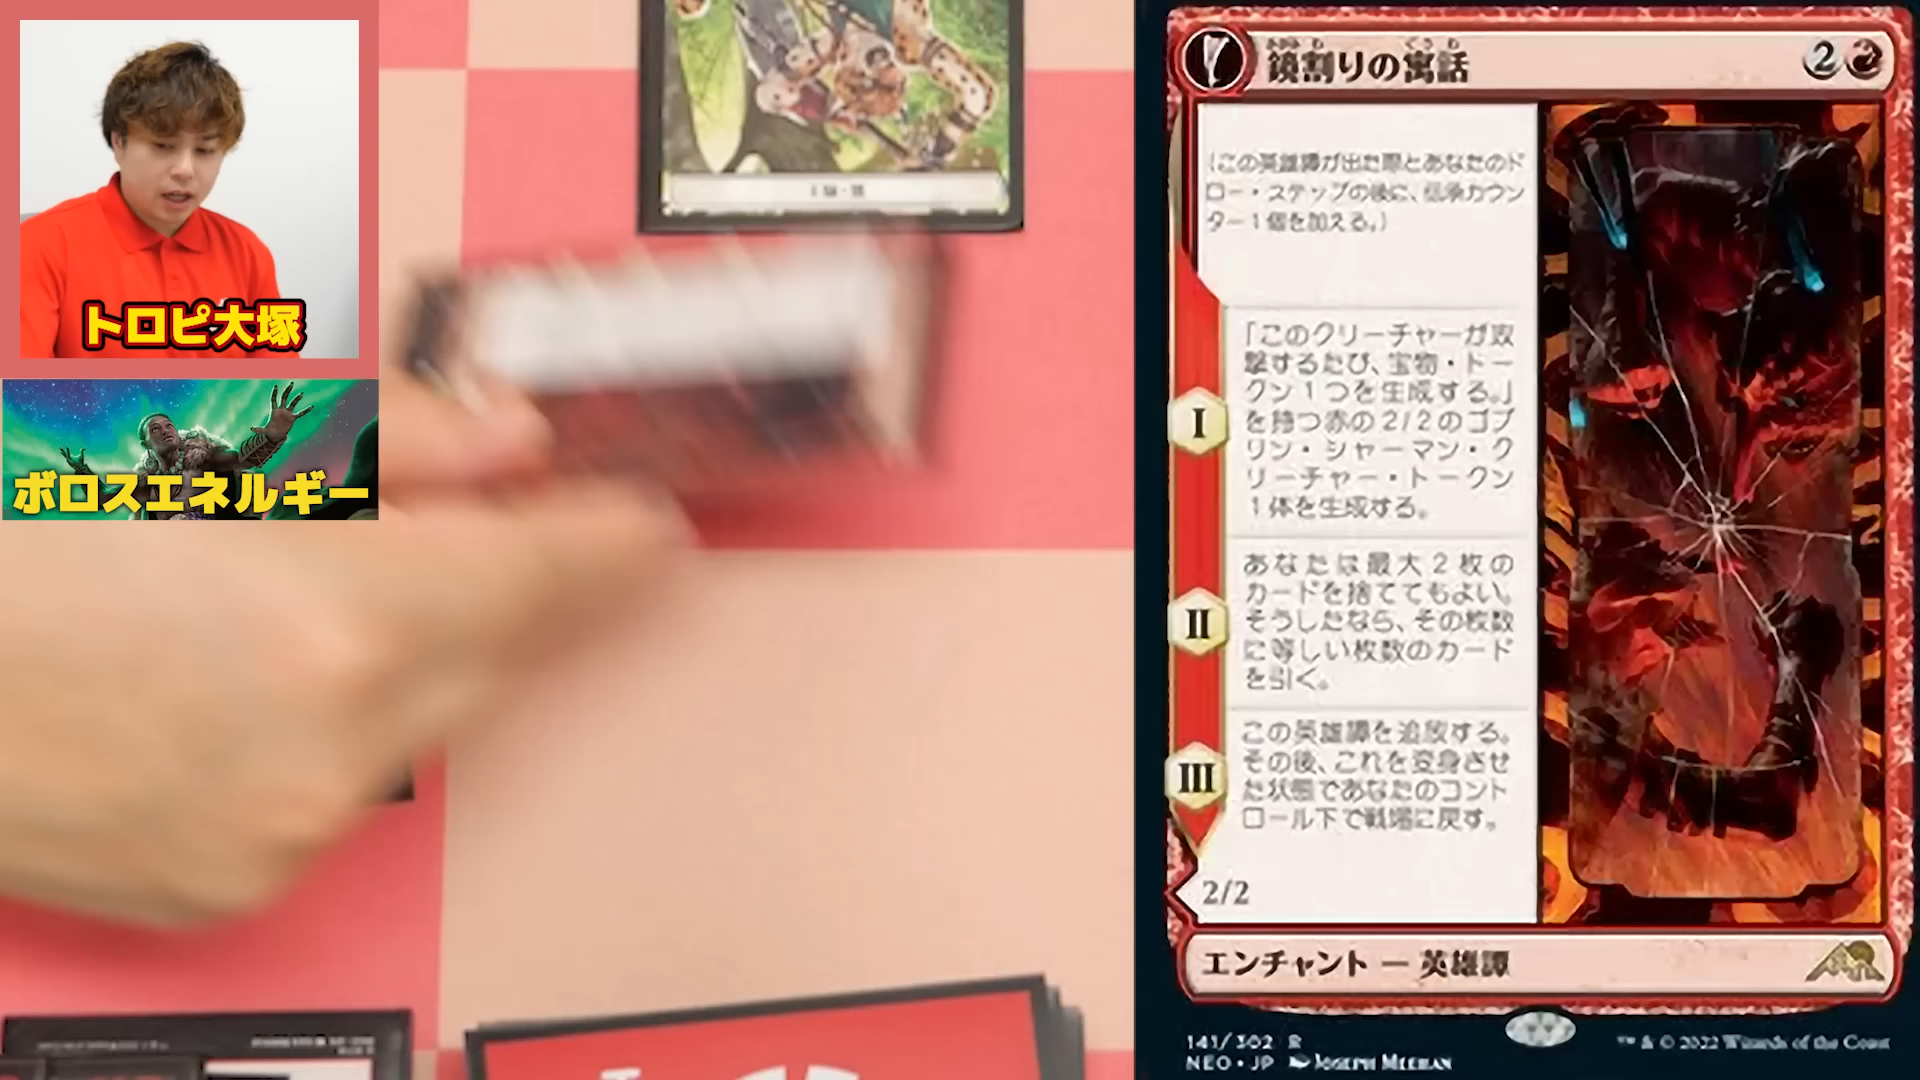 トロピ大塚
ボロスエネルギー
鏡割りの寓話
2
(この英雄譚が出た際とあなたのド
ロー・ステップの後に、伝承カウン
ター1個を加える。)
I
「このクリーチャーが攻
撃するたび、宝物・トー
クン1つを生成する。」
を持つ赤の2/2のゴブ
リン・シャーマン・ク
リーチャー・トークン
1体を生成する。
II
あなたは最大2枚の
カードを捨ててもよい。
そうしたなら、その枚数
に等しい枚数のカード
を引く。
III
この英雄譚を追放する。
その後、これを変身させ
た状態であなたのコント
ロール下で戦場に戻す。
2/2
エンチャント — 英雄譚
141/302 R
NEO・JP Joseph Meehan
™ & © 2022 Wizards of the Coast